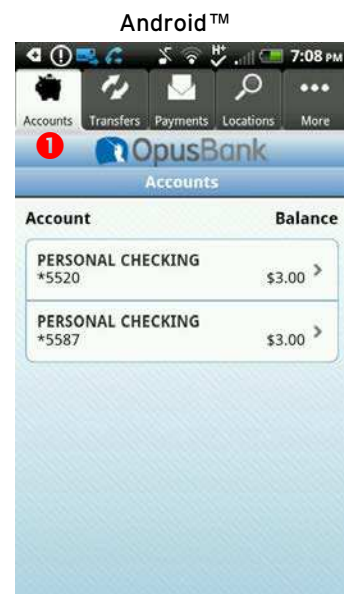 Android™
H+ 7:08 PM
Accounts Transfers Payments Locations More
1 OpusBank
Accounts
Account Balance
PERSONAL CHECKING
*5520 $3.00
PERSONAL CHECKING
*5587 $3.00